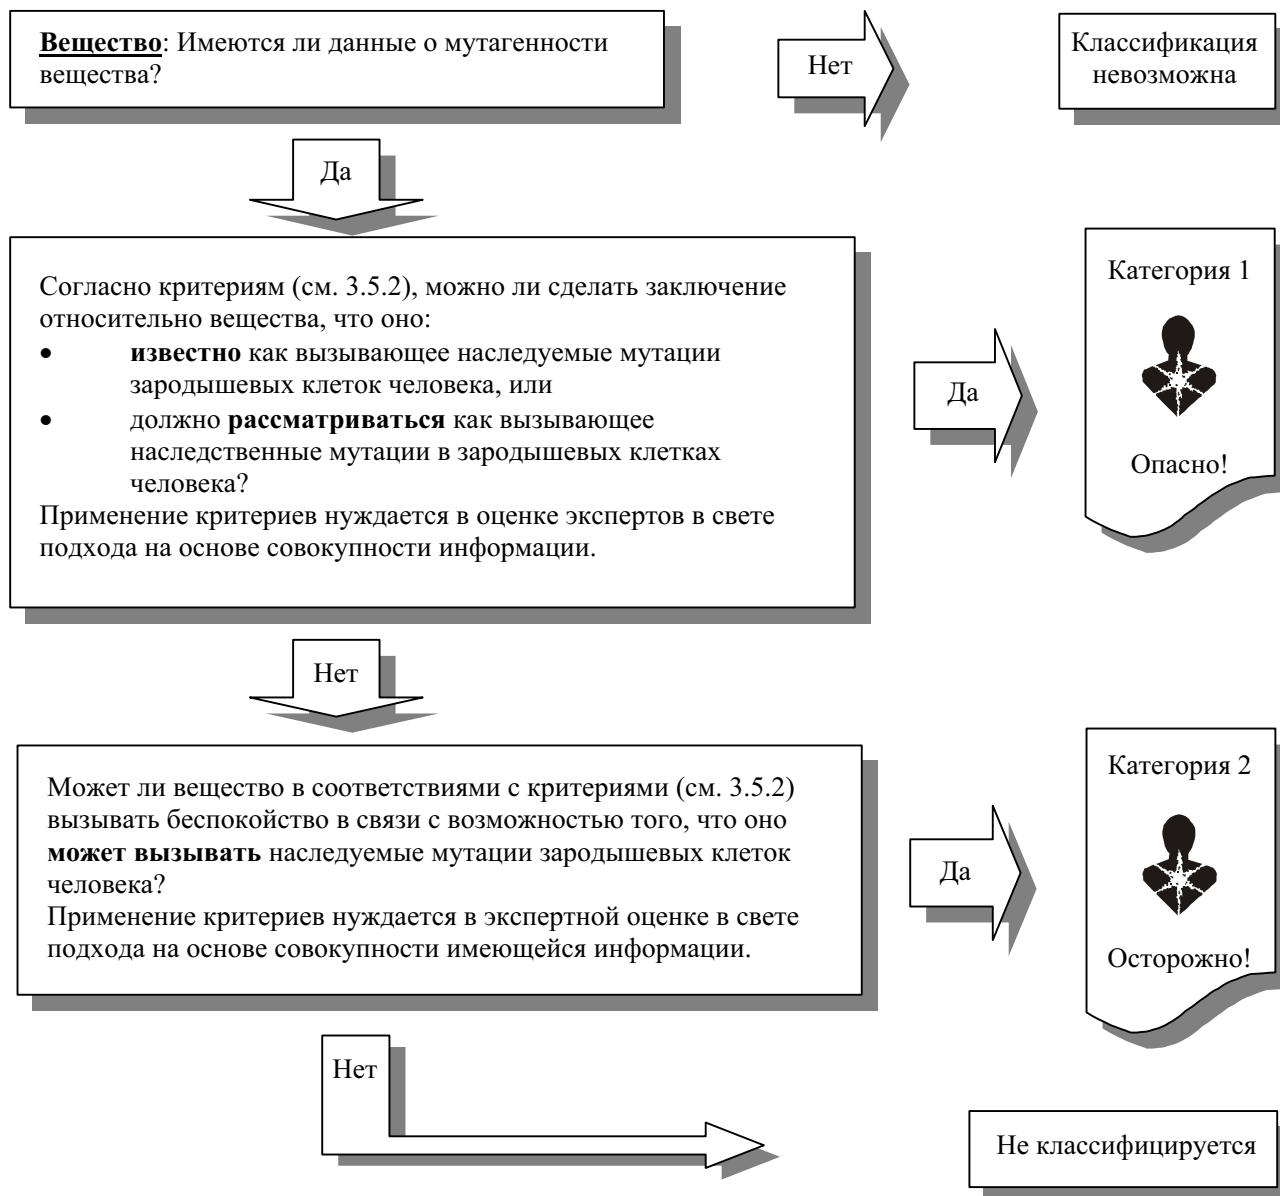 Вещество: Имеются ли данные о мутагенности
вещества?
Нет
Классификация
невозможна
Да
Согласно критериям (см. 3.5.2), можно ли сделать заключение
относительно вещества, что оно:
• известно как вызывающее наследуемые мутации
зародышевых клеток человека, или
• должно рассматриваться как вызывающее
наследственные мутации в зародышевых клетках
человека?
Применение критериев нуждается в оценке экспертов в свете
подхода на основе совокупности информации.
Да
Категория 1
Опасно!
Нет
Может ли вещество в соответствиями с критериями (см. 3.5.2)
вызывать беспокойство в связи с возможностью того, что оно
может вызывать наследуемые мутации зародышевых клеток
человека?
Применение критериев нуждается в экспертной оценке в свете
подхода на основе совокупности имеющейся информации.
Да
Категория 2
Осторожно!
Нет
Не классифицируется